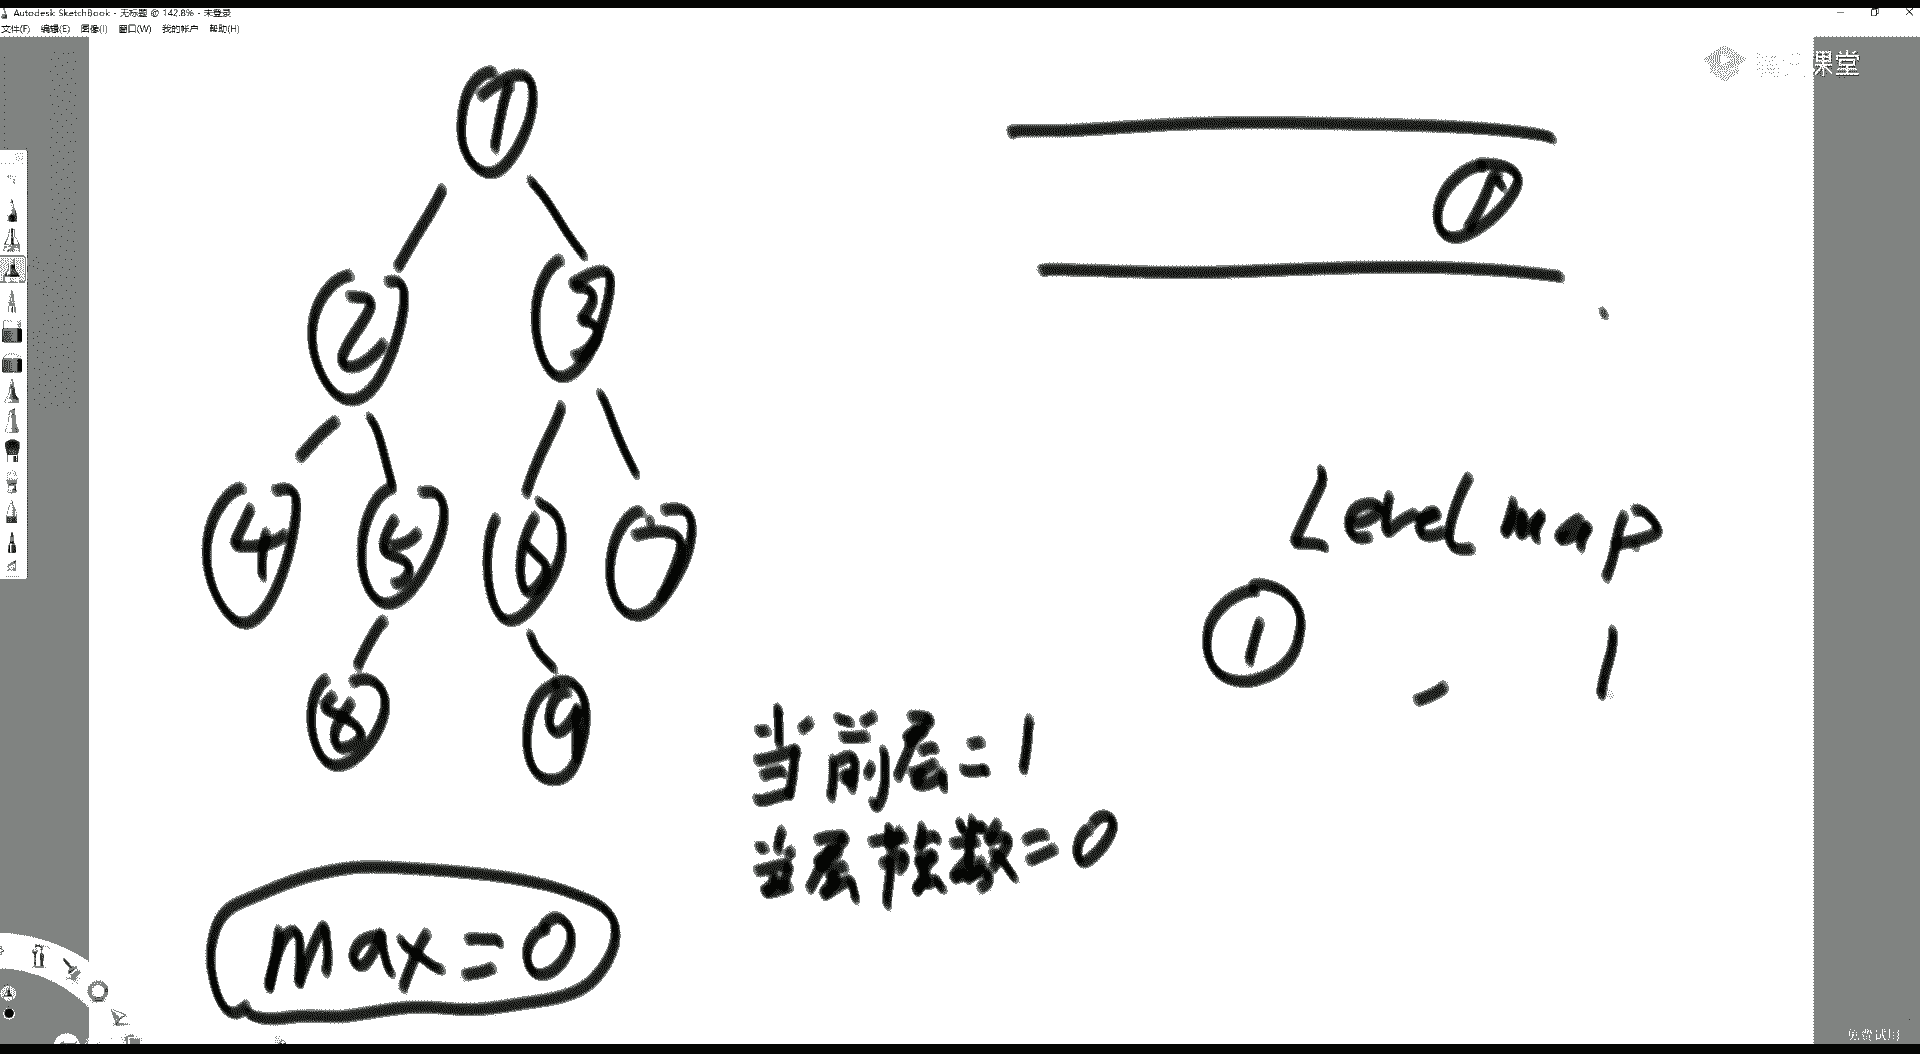 Autodesk SketchBook - 无标题 @ 142.8% - 未登录
文件(F) 编辑(E) 图像(I) 窗口(W) 我的帐户 帮助(H)
课堂
1
1
2 3
Level map
4 5 6 7
1 - 1
8 9
当前层=1
当层节点数=0
max=0
免费试用